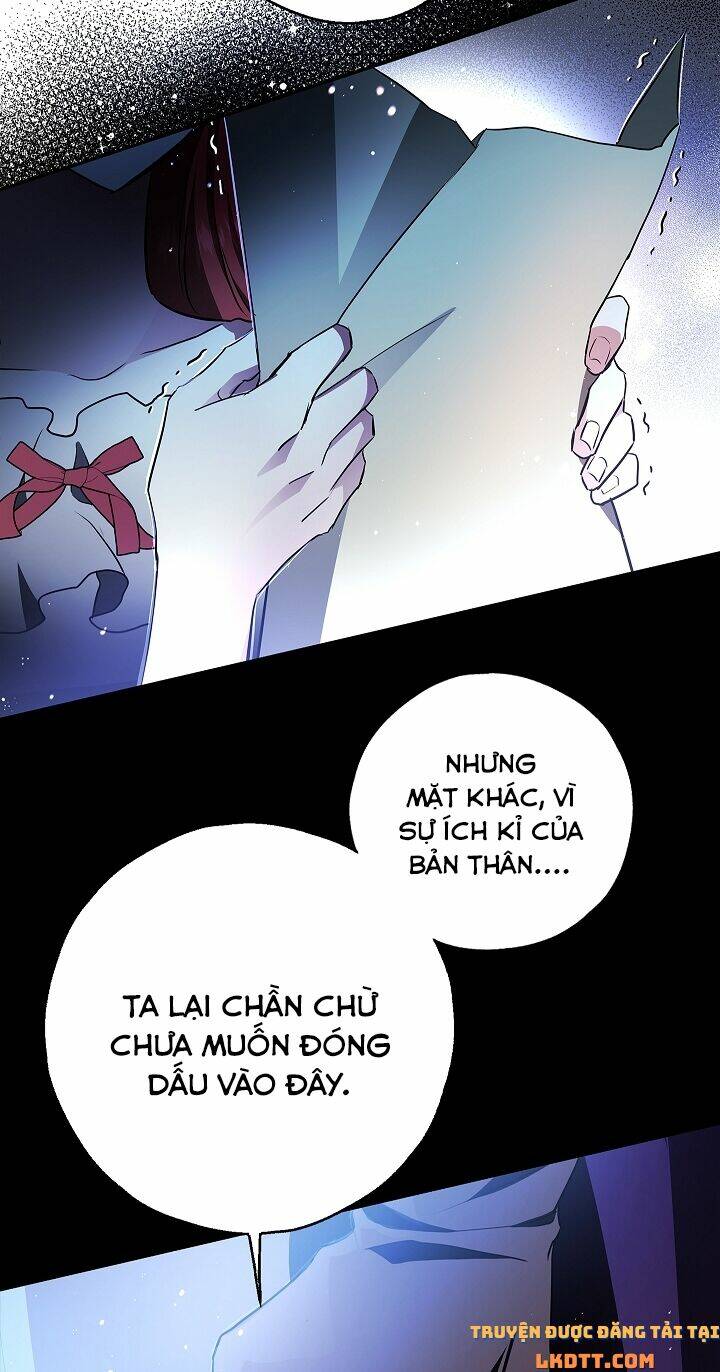 NHƯNG
MẶT KHÁC, VÌ
SỰ ÍCH KỈ CỦA
BẢN THÂN....
TA LẠI CHẦN CHỪ
CHƯA MUỐN ĐÓNG
DẤU VÀO ĐÂY.
TRUYỆN ĐƯỢC ĐĂNG TẢI TẠI
LKDTT.COM